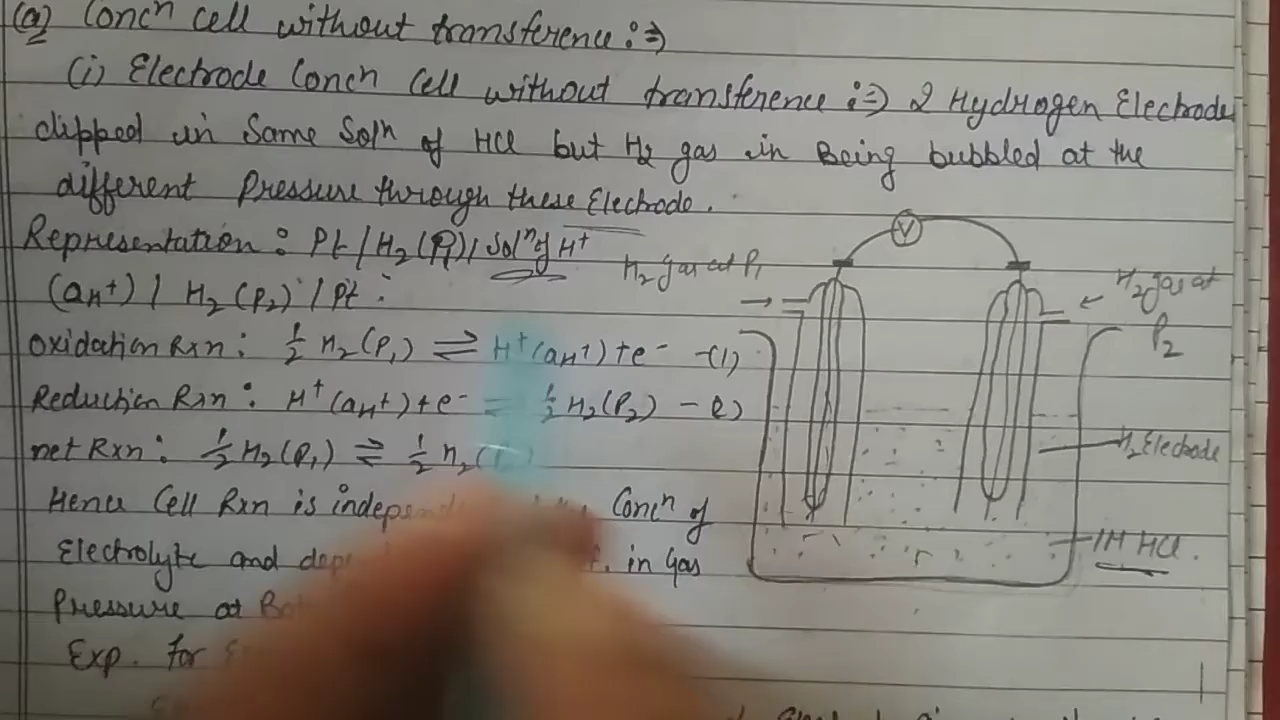 (a) Concn cell without transference :⇒
(i) Electrode Concn Cell without transference :⇒ 2 Hydrogen Electrode
dipped in Same Soln of HCl but H2 gas in Being bubbled at the
different Pressure through these Electrode.
Representation : Pt / H2 (P1) / Soln of H+
(aH+) / H2 (P2) / Pt :
Oxidation Rxn : 1/2 H2 (P1) ⇌ H+ (aH+) + e- -(1)
Reduction Rxn : H+ (aH+) + e- = 1/2 H2 (P2) - 2)
net Rxn : 1/2 H2 (P1) ⇌ 1/2 H2 (
Hence Cell Rxn is Concn of
Electrolyte and in Gas
Pressure at
Exp. for
V
H2 gas at P1
H2 gas at
P2
H2 Electrode
1M HCl.